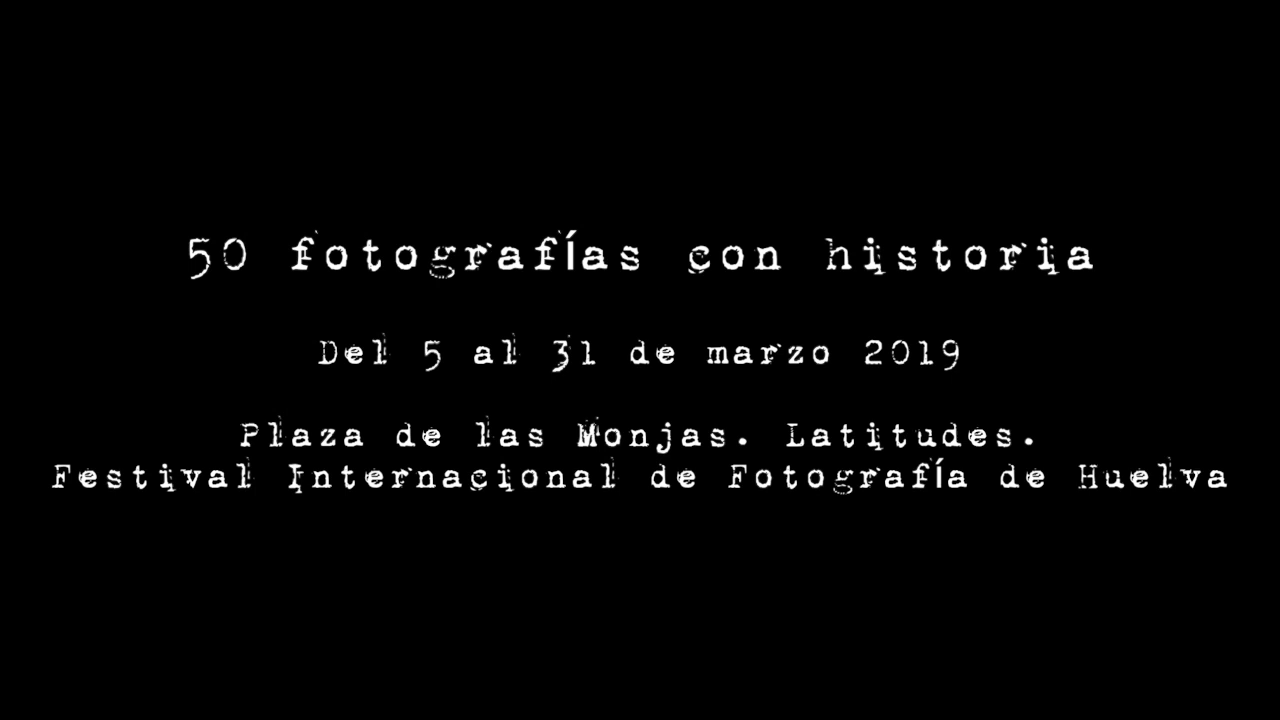 50 fotografías con historia
Del 5 al 31 de marzo 2019
Plaza de las Monjas. Latitudes.
Festival Internacional de Fotografía de Huelva